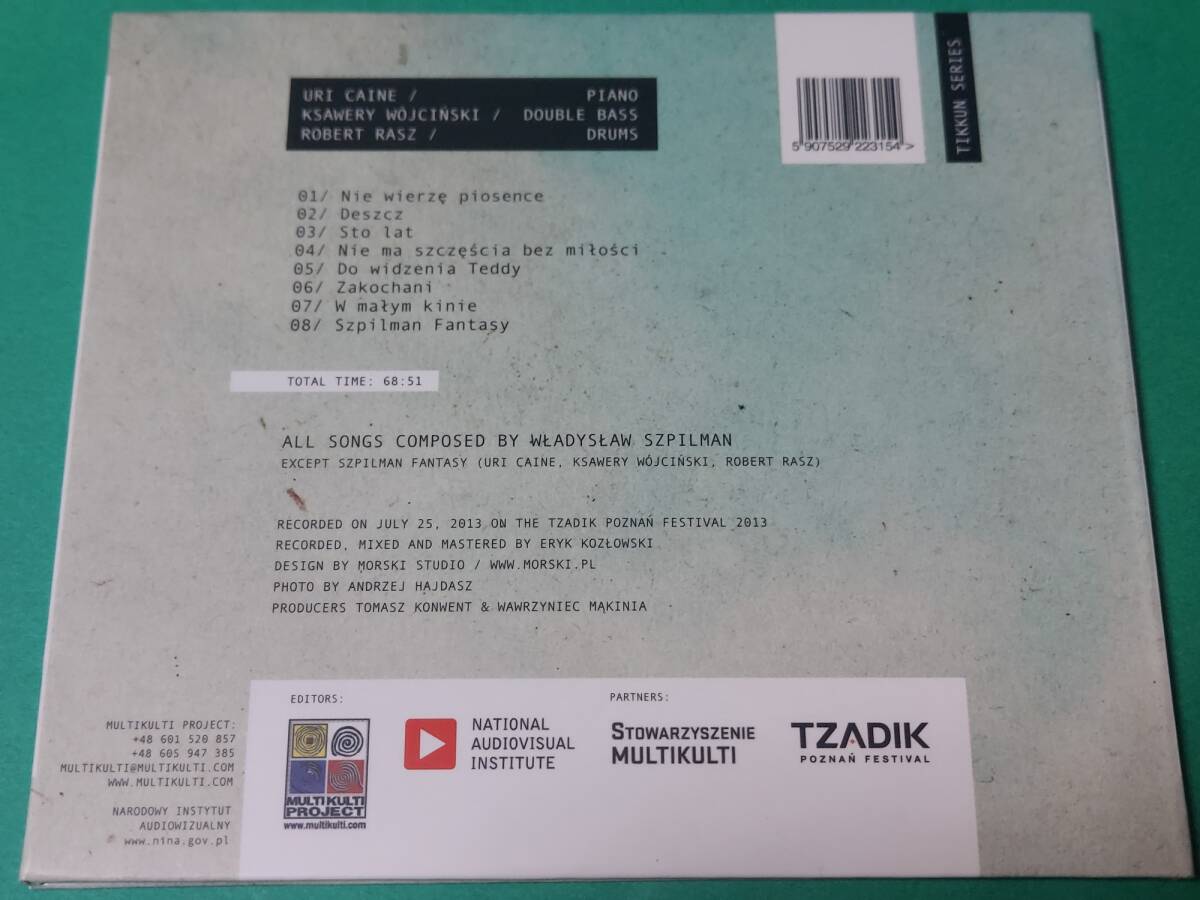 URI CAINE / PIANO
KSAWERY WÓJCIŃSKI / DOUBLE BASS
ROBERT RASZ / DRUMS
5 907529 223154 >
TIKKUN SERIES
01/ Nie wierzę piosence
02/ Deszcz
03/ Sto lat
04/ Nie ma szczęścia bez miłości
05/ Do widzenia Teddy
06/ Zakochani
07/ W małym kinie
08/ Szpilman Fantasy
TOTAL TIME: 68:51
ALL SONGS COMPOSED BY WŁADYSŁAW SZPILMAN
EXCEPT SZPILMAN FANTASY (URI CAINE, KSAWERY WÓJCIŃSKI, ROBERT RASZ)
RECORDED ON JULY 25, 2013 ON THE TZADIK POZNAŃ FESTIVAL 2013
RECORDED, MIXED AND MASTERED BY ERYK KOZŁOWSKI
DESIGN BY MORSKI STUDIO / WWW.MORSKI.PL
PHOTO BY ANDRZEJ HAJDASZ
PRODUCERS TOMASZ KONWENT & WAWRZYNIEC MĄKINIA
MULTIKULTI PROJECT:
+48 601 520 857
+48 605 947 385
MULTIKULTI@MULTIKULTI.COM
WWW.MULTIKULTI.COM
NARODOWY INSTYTUT
AUDIOWIZUALNY
www.nina.gov.pl
EDITORS:
MULTI KULTI
PROJECT
www.multikulti.com
NATIONAL
AUDIOVISUAL
INSTITUTE
PARTNERS:
STOWARZYSZENIE
MULTIKULTI
TZADIK
POZNAŃ FESTIVAL